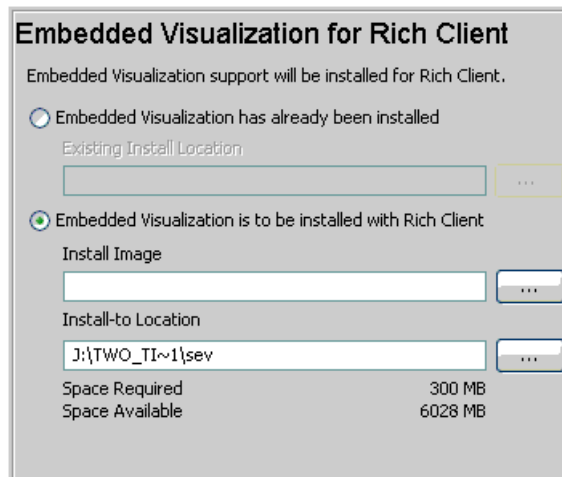 Embedded Visualization for Rich Client
Embedded Visualization support will be installed for Rich Client.
Embedded Visualization has already been installed
Existing Install Location
...
Embedded Visualization is to be installed with Rich Client
Install Image
...
Install-to Location
J:\TWO_TI~1\sev
...
Space Required 300 MB
Space Available 6028 MB